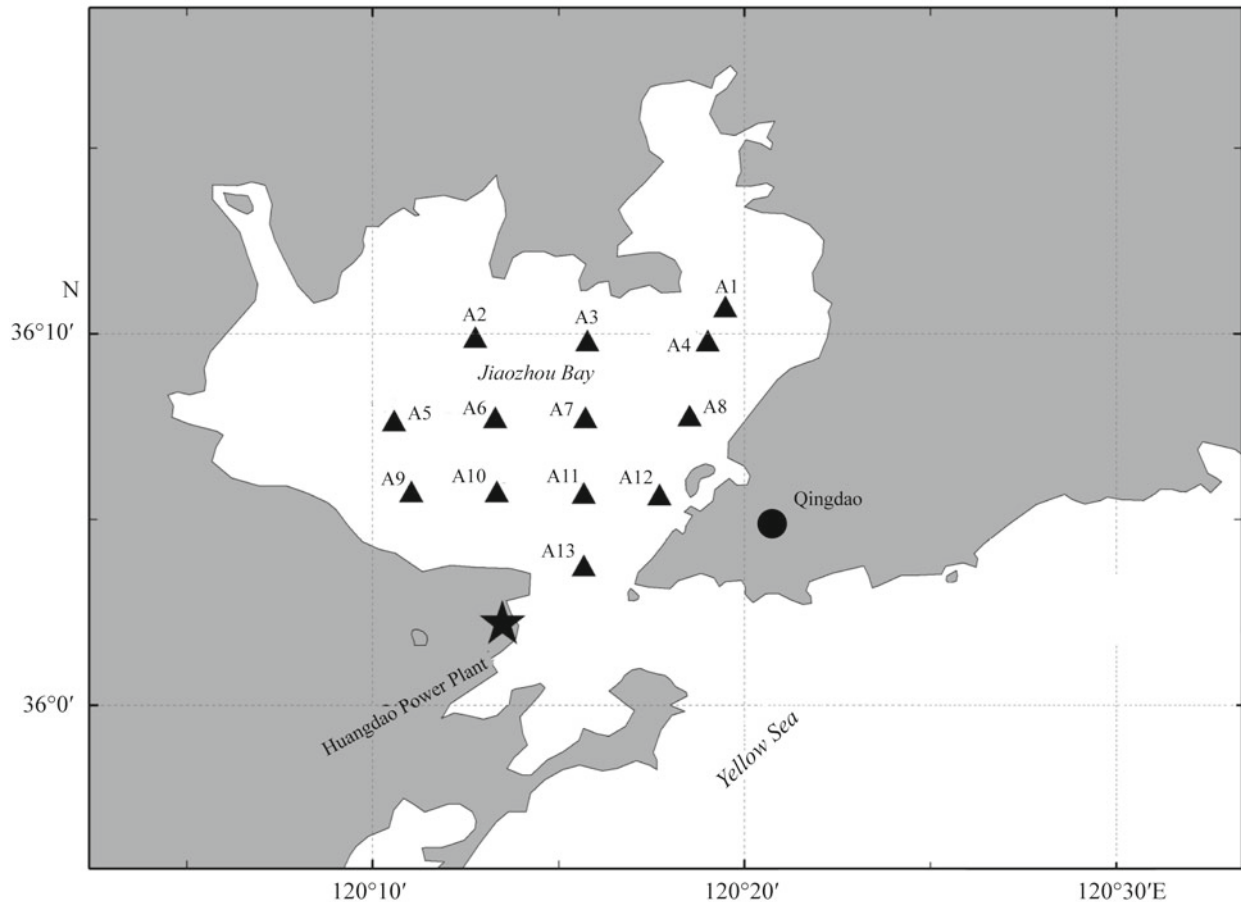 A1
N
A2
A3
36°10′
A4
Jiaozhou Bay
A5
A6
A7
A8
A9
A10
A11
A12
Qingdao
A13
Huangdao Power Plant
36°0′
Yellow Sea
120°10′
120°20′
120°30′E